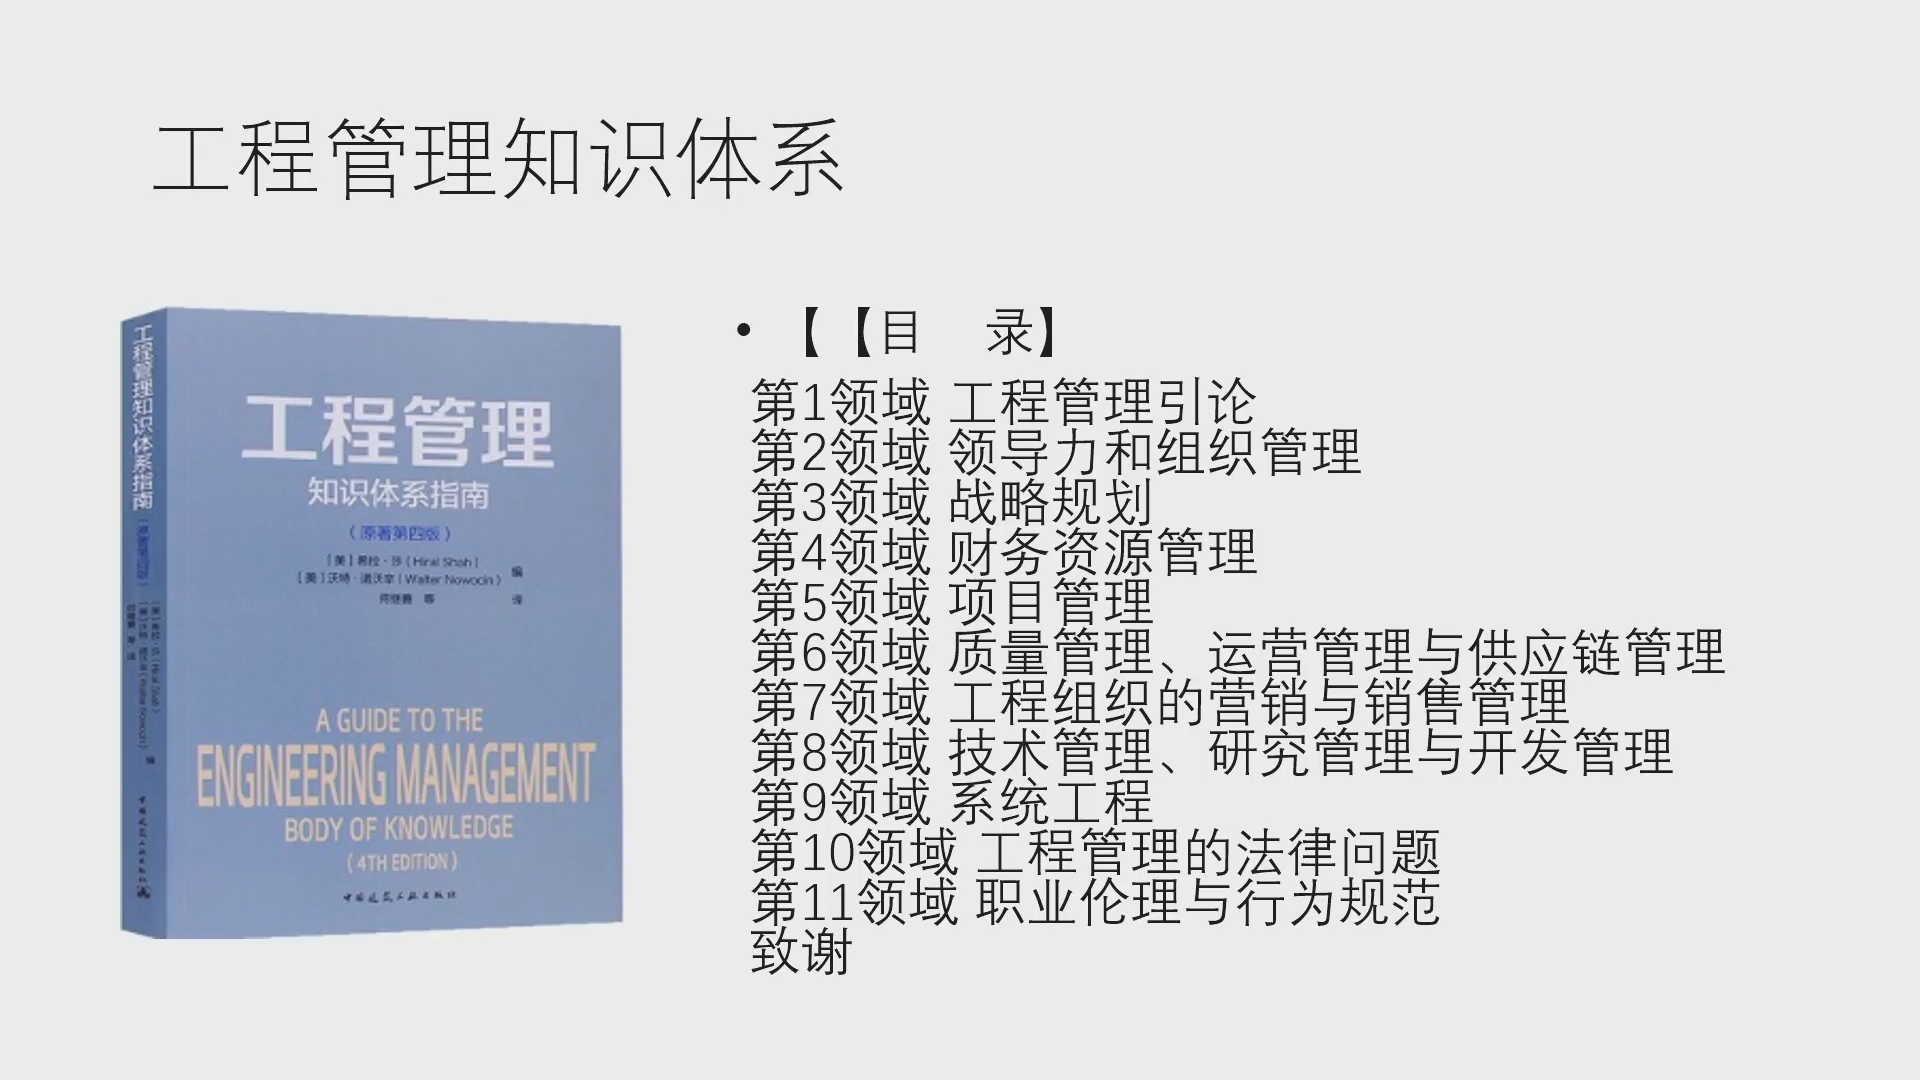 工程管理知识体系
工程管理知识体系指南
工程管理
知识体系指南
（原著第四版）
[美] 希拉·莎（Hiral Shah）
[美] 沃特·诺沃辛（Walter Nowocin） 编
何继善 等 译
A GUIDE TO THE
ENGINEERING MANAGEMENT
BODY OF KNOWLEDGE
(4TH EDITION)
中国建筑工业出版社
• 【【目 录】
第1领域 工程管理引论
第2领域 领导力和组织管理
第3领域 战略规划
第4领域 财务资源管理
第5领域 项目管理
第6领域 质量管理、运营管理与供应链管理
第7领域 工程组织的营销与销售管理
第8领域 技术管理、研究管理与开发管理
第9领域 系统工程
第10领域 工程管理的法律问题
第11领域 职业伦理与行为规范
致谢